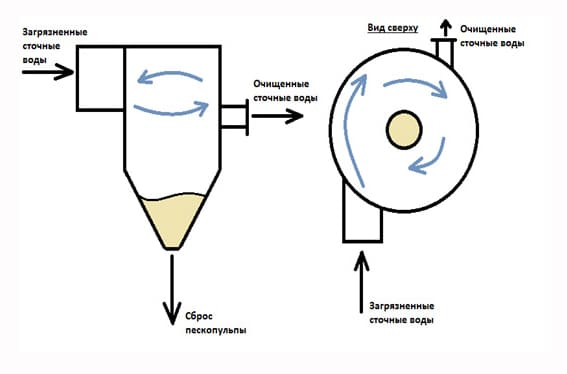 Загрязненные
сточные
воды
Очищенные
сточные воды
Сброс
пескопульпы
Вид сверху
Очищенные
сточные воды
Загрязненные
сточные воды